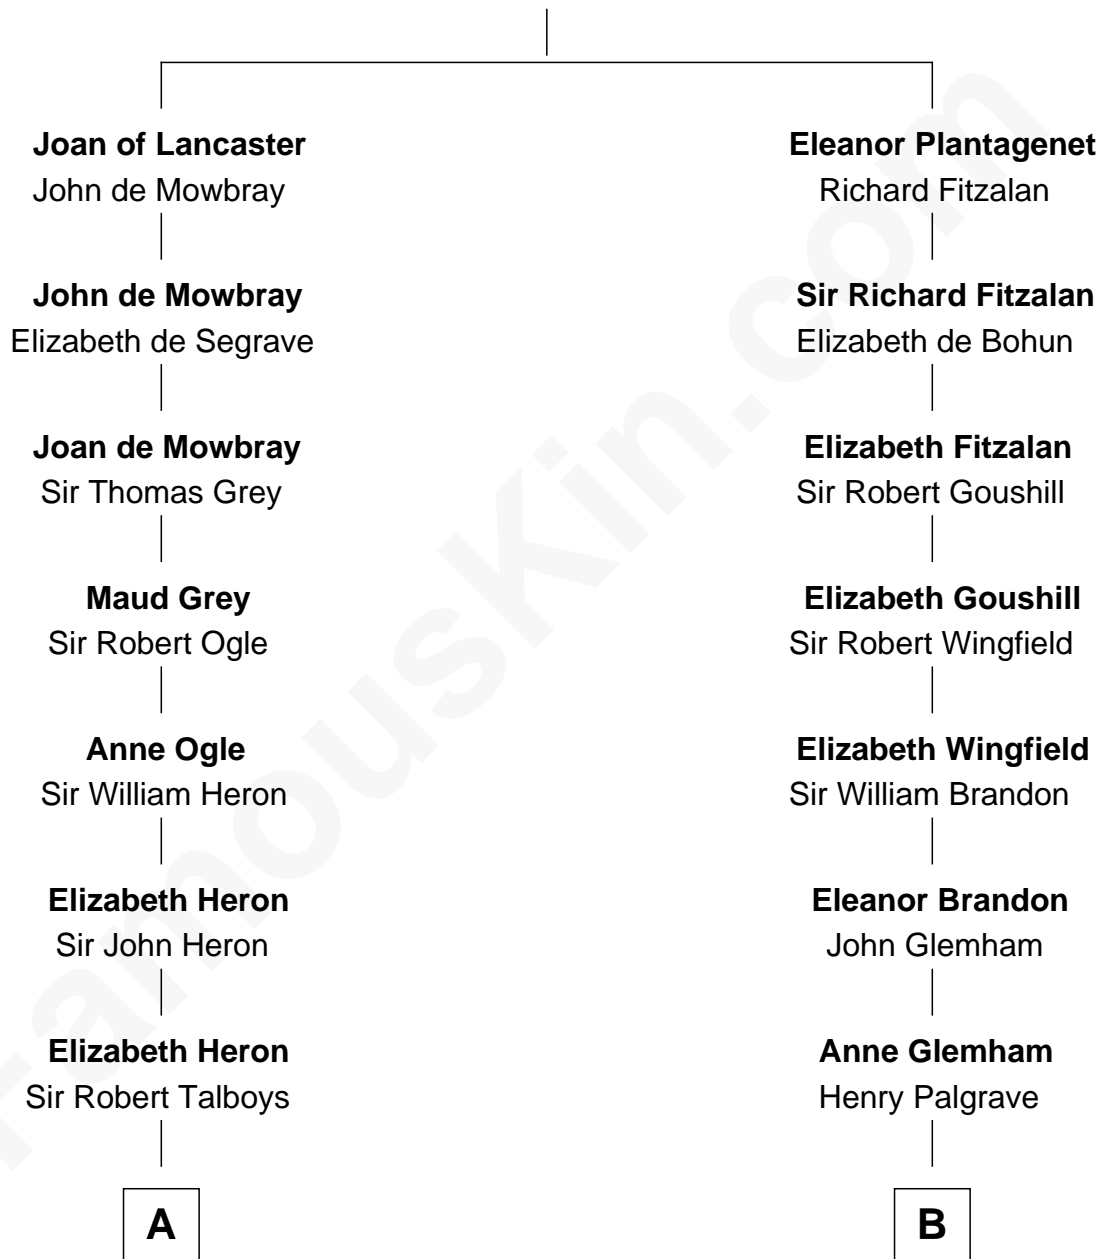 Joan of Lancaster
John de Mowbray
John de Mowbray
Elizabeth de Segrave
Joan de Mowbray
Sir Thomas Grey
Maud Grey
Sir Robert Ogle
Anne Ogle
Sir William Heron
Elizabeth Heron
Sir John Heron
Elizabeth Heron
Sir Robert Talboys
A
Eleanor Plantagenet
Richard Fitzalan
Sir Richard Fitzalan
Elizabeth de Bohun
Elizabeth Fitzalan
Sir Robert Goushill
Elizabeth Goushill
Sir Robert Wingfield
Elizabeth Wingfield
Sir William Brandon
Eleanor Brandon
John Glemham
Anne Glemham
Henry Palgrave
B
FamousKin.com